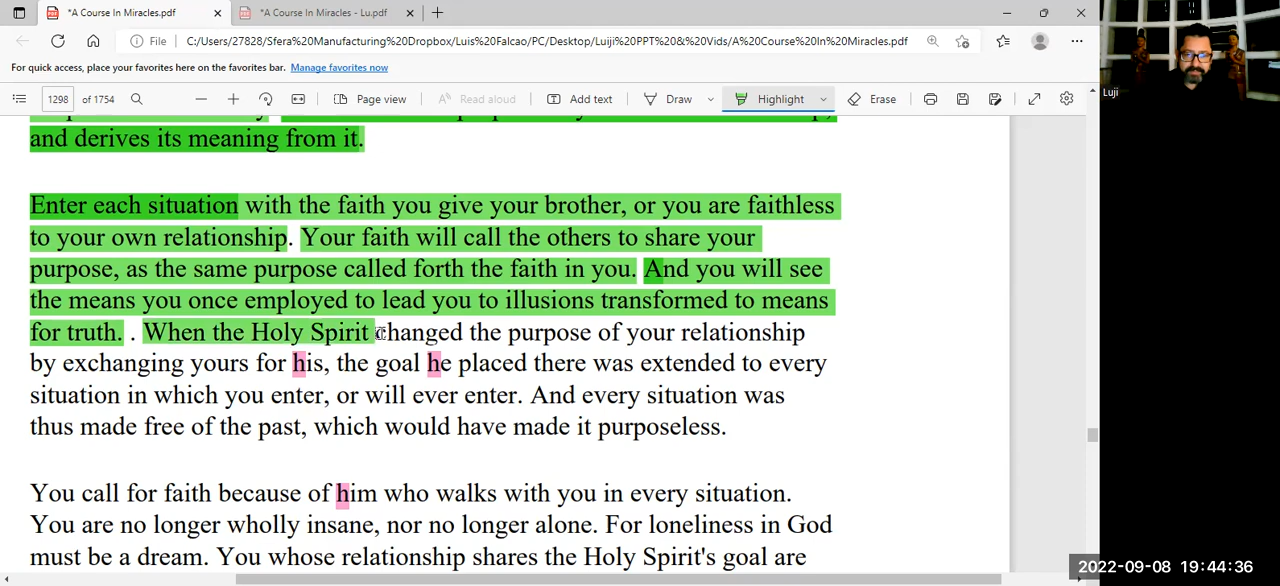 *A Course In Miracles.pdf
*A Course In Miracles - Lu.pdf
File
C:/Users/27828/Sfera%20Manufacturing%20Dropbox/Luis%20Falcao/PC/Desktop/Luiji%20PPT%20&%20Vids/A%20Course%20In%20Miracles.pdf
For quick access, place your favorites here on the favorites bar. Manage favorites now
1298 of 1754
Page view
Read aloud
Add text
Draw
Highlight
Erase
Luji
and derives its meaning from it.
Enter each situation with the faith you give your brother, or you are faithless
to your own relationship. Your faith will call the others to share your
purpose, as the same purpose called forth the faith in you. And you will see
the means you once employed to lead you to illusions transformed to means
for truth. . When the Holy Spirit changed the purpose of your relationship
by exchanging yours for his, the goal he placed there was extended to every
situation in which you enter, or will ever enter. And every situation was
thus made free of the past, which would have made it purposeless.
You call for faith because of him who walks with you in every situation.
You are no longer wholly insane, nor no longer alone. For loneliness in God
must be a dream. You whose relationship shares the Holy Spirit's goal are
2022-09-08 19:44:36